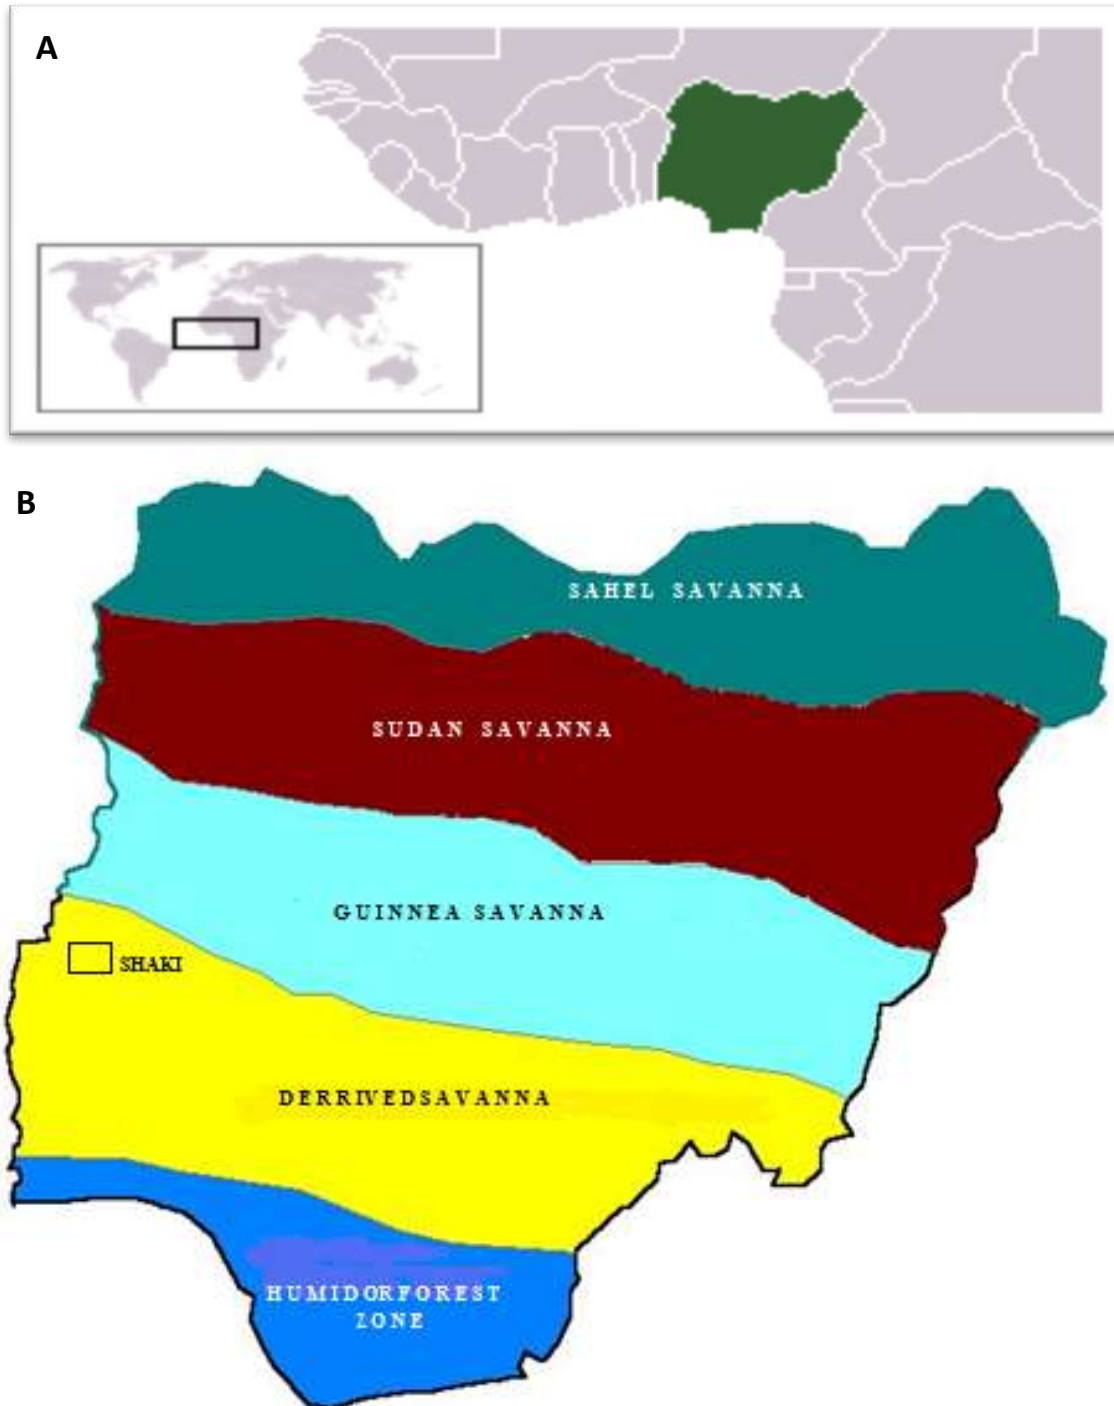 A
B
SAHEL SAVANNA
SUDAN SAVANNA
GUINNEA SAVANNA
SHAKI
DERRIVEDSAVANNA
HUMIDORFOREST
ZONE